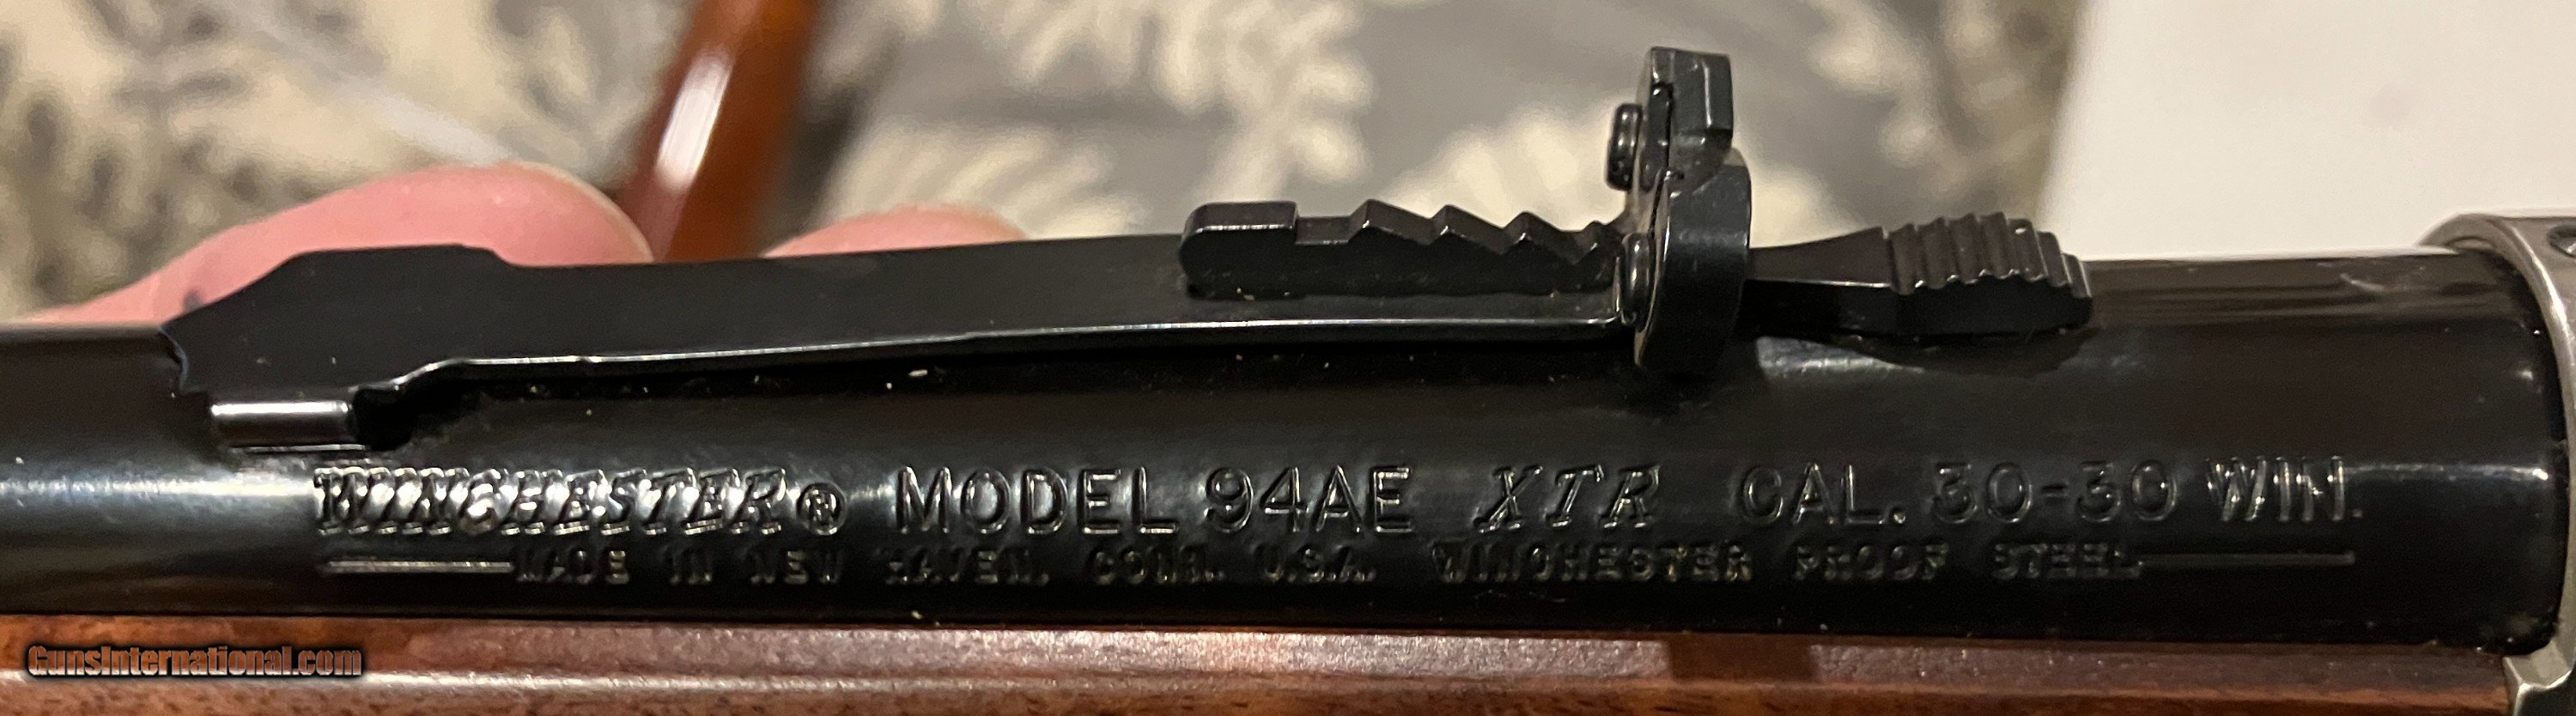 WINCHESTER® MODEL 94AE XTR CAL. 30-30 WIN.
MADE IN NEW HAVEN, CONN. U.S.A. WINCHESTER PROOF STEEL
GunsInternational.com